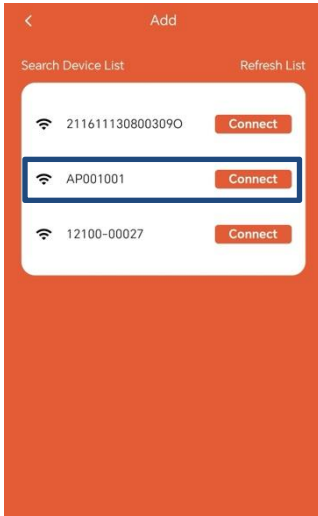 Add
Search Device List Refresh List
211611130800309O Connect
AP001001 Connect
12100-00027 Connect